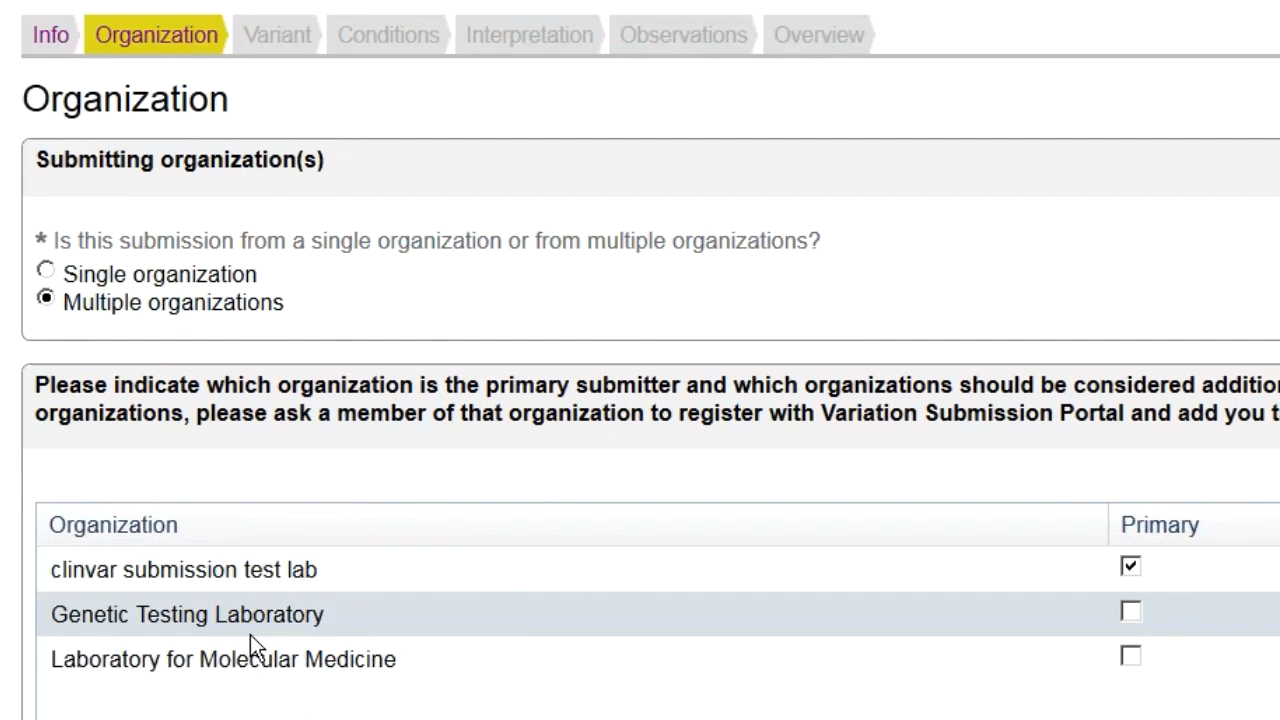 Info Organization Variant Conditions Interpretation Observations Overview
Organization
Submitting organization(s)
* Is this submission from a single organization or from multiple organizations?
Single organization
Multiple organizations
Please indicate which organization is the primary submitter and which organizations should be considered
organizations, please ask a member of that organization to register with Variation Submission Portal and add you
Organization Primary
clinvar submission test lab
Genetic Testing Laboratory
Laboratory for Molecular Medicine